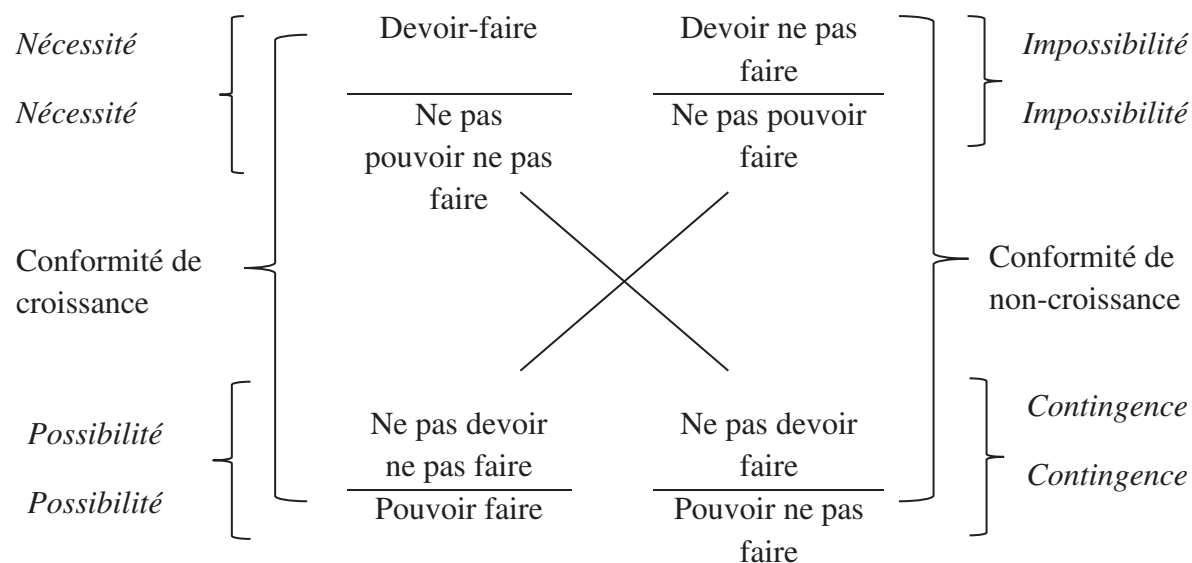 Nécessité
Nécessité
Devoir-faire
Ne pas
pouvoir ne pas
faire
Devoir ne pas
faire
Ne pas pouvoir
faire
Impossibilité
Impossibilité
Conformité de
croissance
Conformité de
non-croissance
Possibilité
Possibilité
Ne pas devoir
ne pas faire
Pouvoir faire
Ne pas devoir
faire
Pouvoir ne pas
faire
Contingence
Contingence